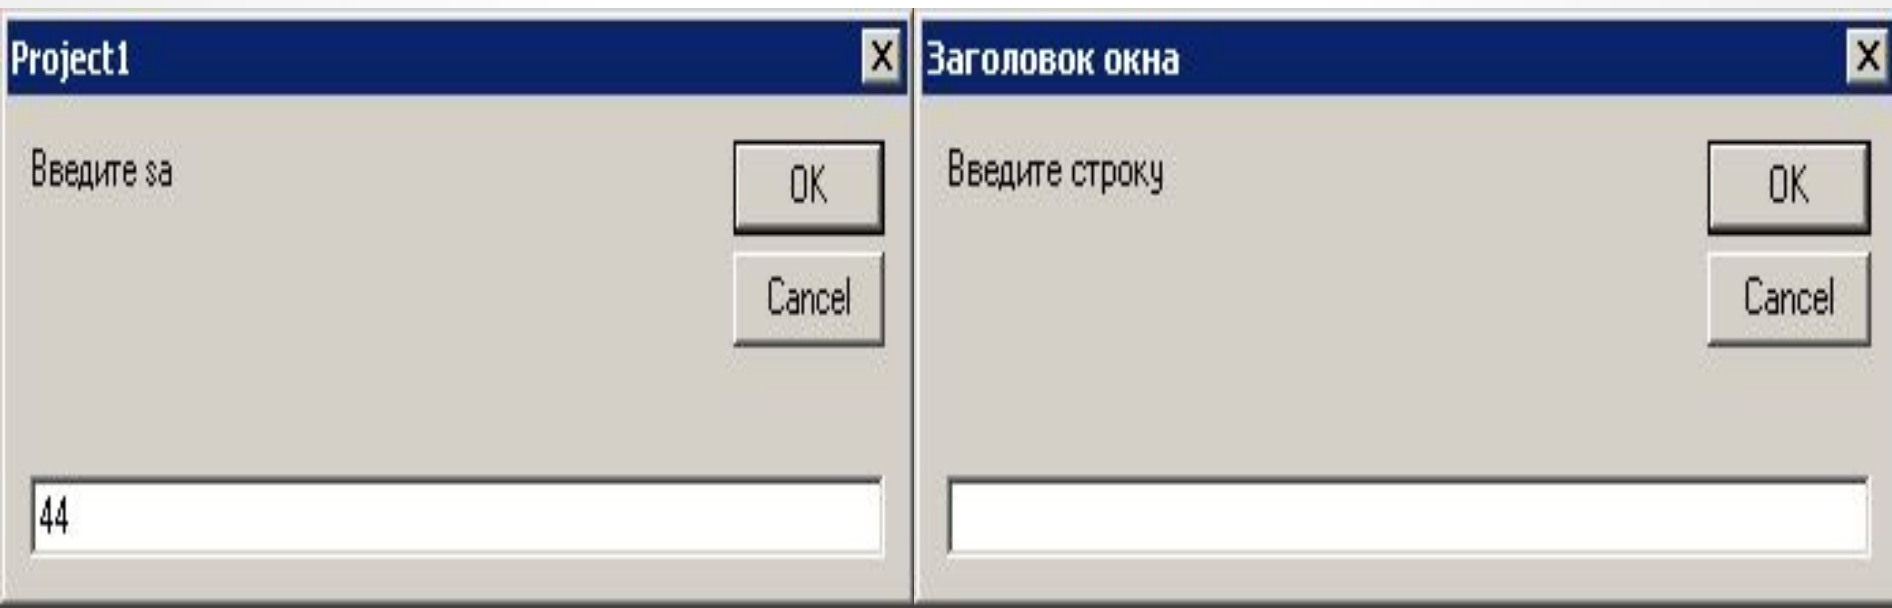 Project1
Введите sa
OK
Cancel
44
Заголовок окна
Введите строку
OK
Cancel